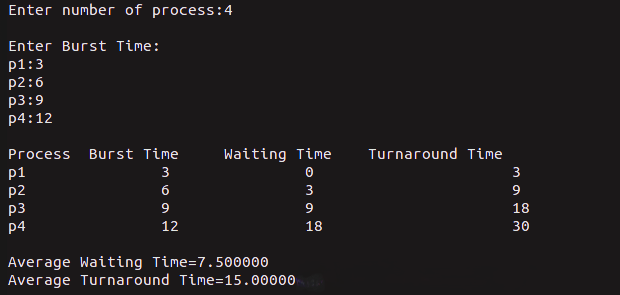 Enter number of process:4
Enter Burst Time:
p1:3
p2:6
p3:9
p4:12
Process  Burst Time     Waiting Time    Turnaround Time
p1               3               0                      3
p2               6               3                      9
p3               9               9                      18
p4               12              18                     30
Average Waiting Time=7.500000
Average Turnaround Time=15.00000